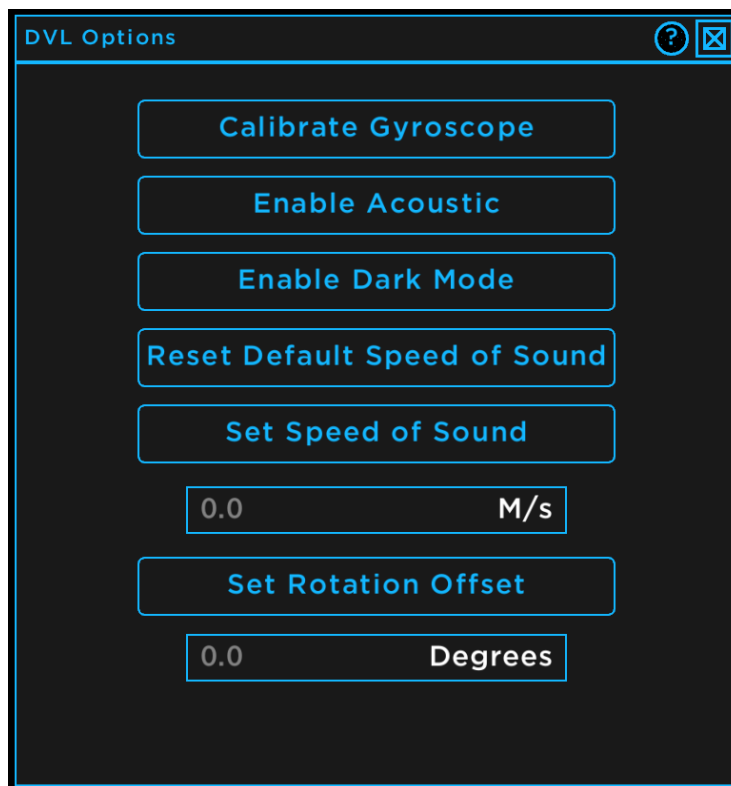 DVL Options
?
Calibrate Gyroscope
Enable Acoustic
Enable Dark Mode
Reset Default Speed of Sound
Set Speed of Sound
0.0 M/s
Set Rotation Offset
0.0 Degrees